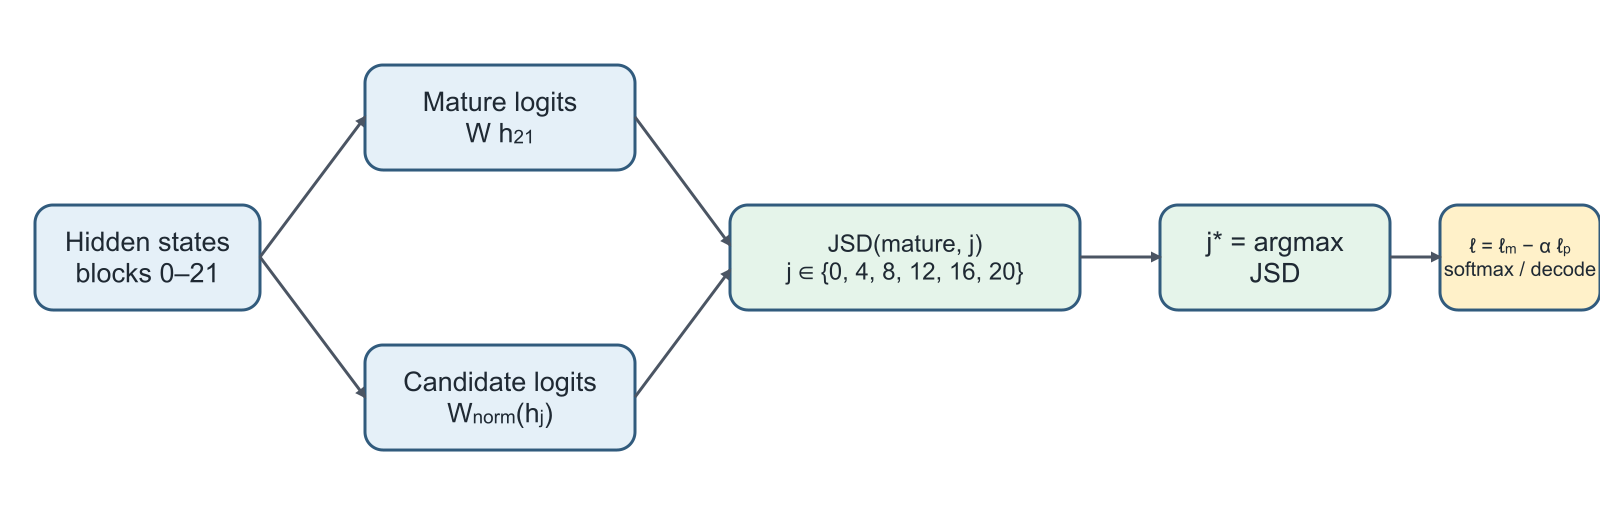 Hidden states
blocks 0–21
Mature logits
W h₂₁
Candidate logits
Wₙₒᵣₘ(hⱼ)
JSD(mature, j)
j ∈ {0, 4, 8, 12, 16, 20}
j* = argmax
JSD
ℓ = ℓₘ − α ℓₚ
softmax / decode